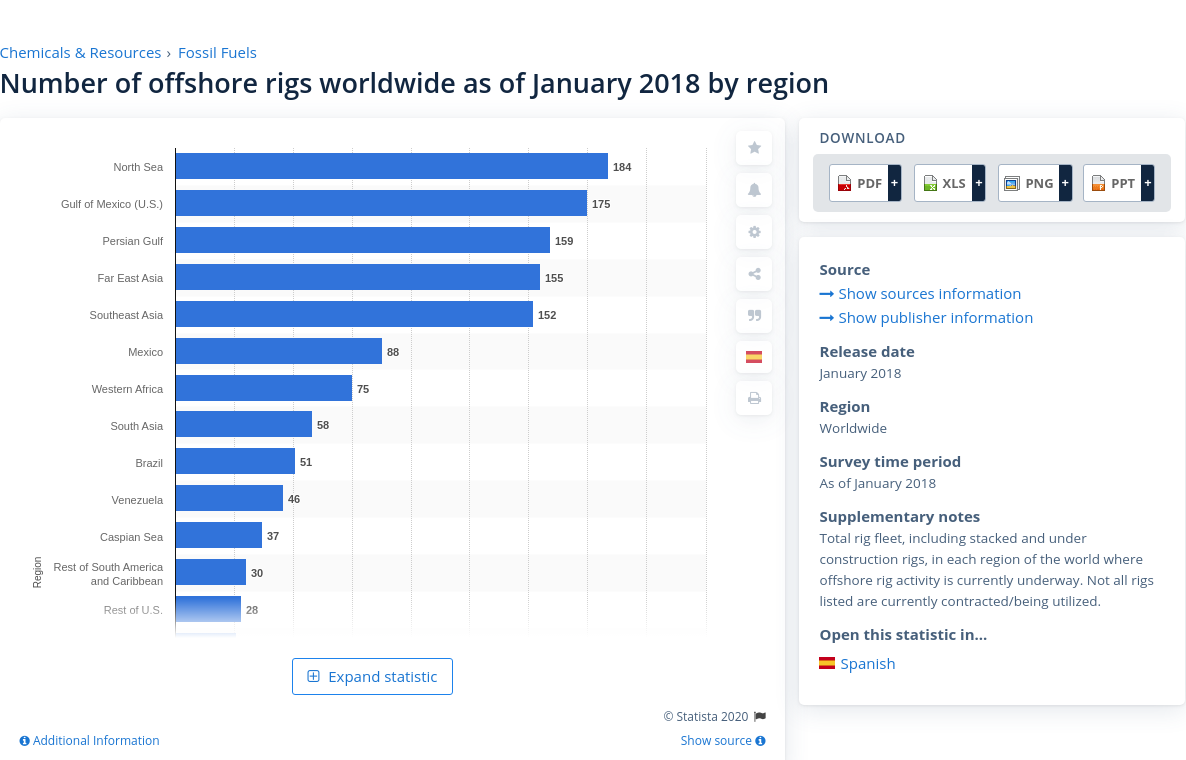 Chemicals & Resources › Fossil Fuels
Number of offshore rigs worldwide as of January 2018 by region
North Sea 184
Gulf of Mexico (U.S.) 175
Persian Gulf 159
Far East Asia 155
Southeast Asia 152
Mexico 88
Western Africa 75
South Asia 58
Brazil 51
Venezuela 46
Caspian Sea 37
Rest of South America
and Caribbean 30
Rest of U.S. 28
Region
Expand statistic
© Statista 2020
Additional Information
Show source
DOWNLOAD
PDF + XLS + PNG + PPT +
Source
Show sources information
Show publisher information
Release date
January 2018
Region
Worldwide
Survey time period
As of January 2018
Supplementary notes
Total rig fleet, including stacked and under
construction rigs, in each region of the world where
offshore rig activity is currently underway. Not all rigs
listed are currently contracted/being utilized.
Open this statistic in...
Spanish